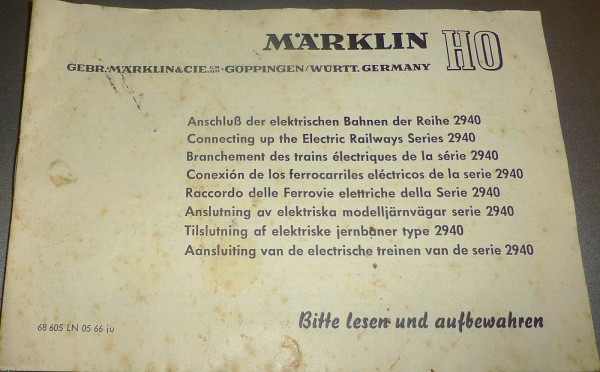 MÄRKLIN HO
GEBR. MÄRKLIN & CIE. GMBH · GÖPPINGEN/WÜRTT. GERMANY
Anschluß der elektrischen Bahnen der Reihe 2940
Connecting up the Electric Railways Series 2940
Branchement des trains électriques de la série 2940
Conexión de los ferrocarriles eléctricos de la serie 2940
Raccordo delle Ferrovie elettriche della Serie 2940
Anslutning av elektriska modelljärnvägar serie 2940
Tilslutning af elektriske jernbaner type 2940
Aansluiting van de electrische treinen van de serie 2940
68 605 LN 05 66 ju
Bitte lesen und aufbewahren